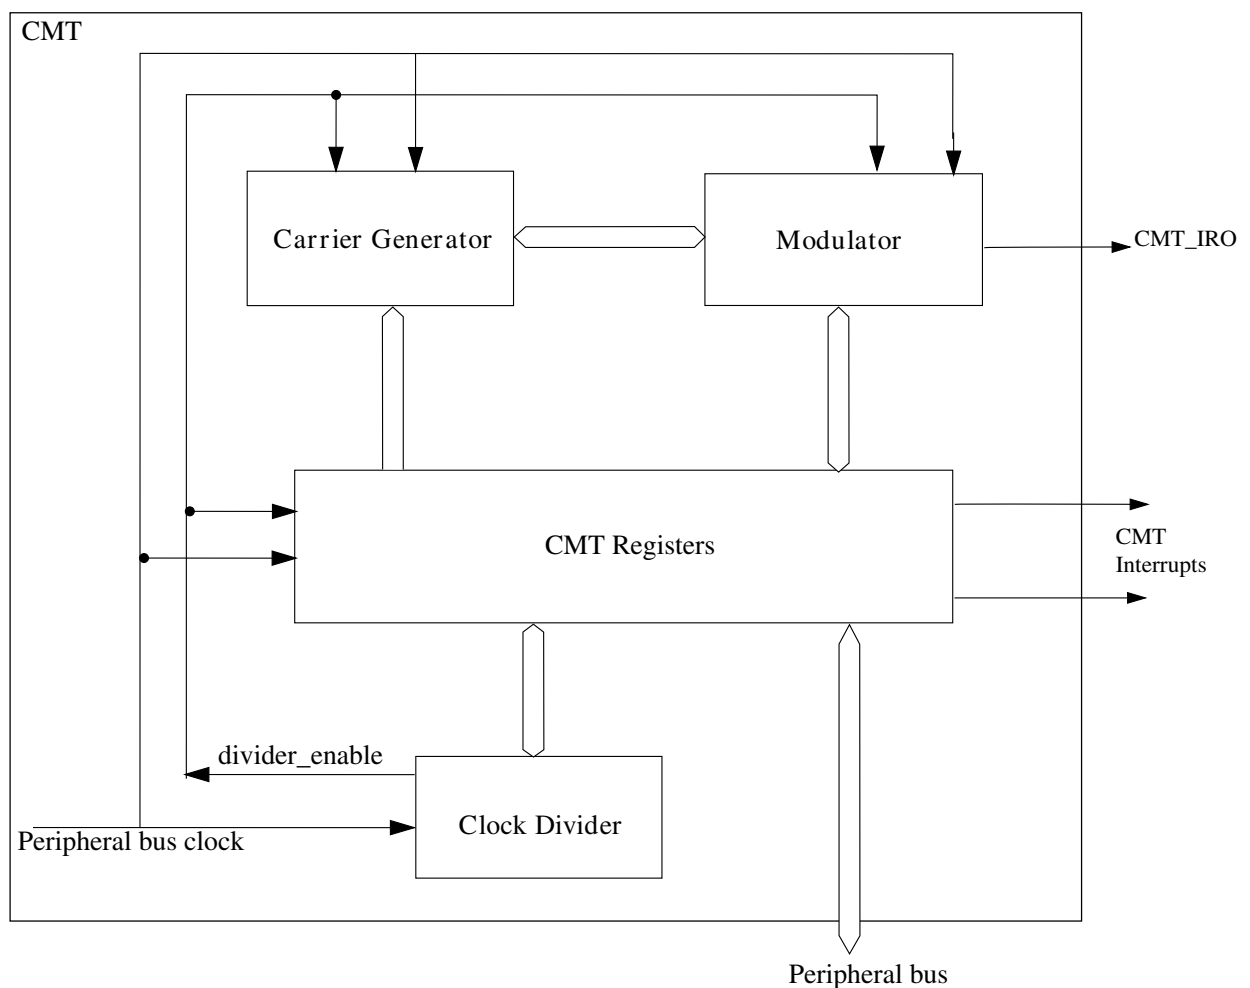 CMT
Carrier Generator
Modulator
CMT_IRO
CMT Registers
CMT
Interrupts
divider_enable
Clock Divider
Peripheral bus clock
Peripheral bus